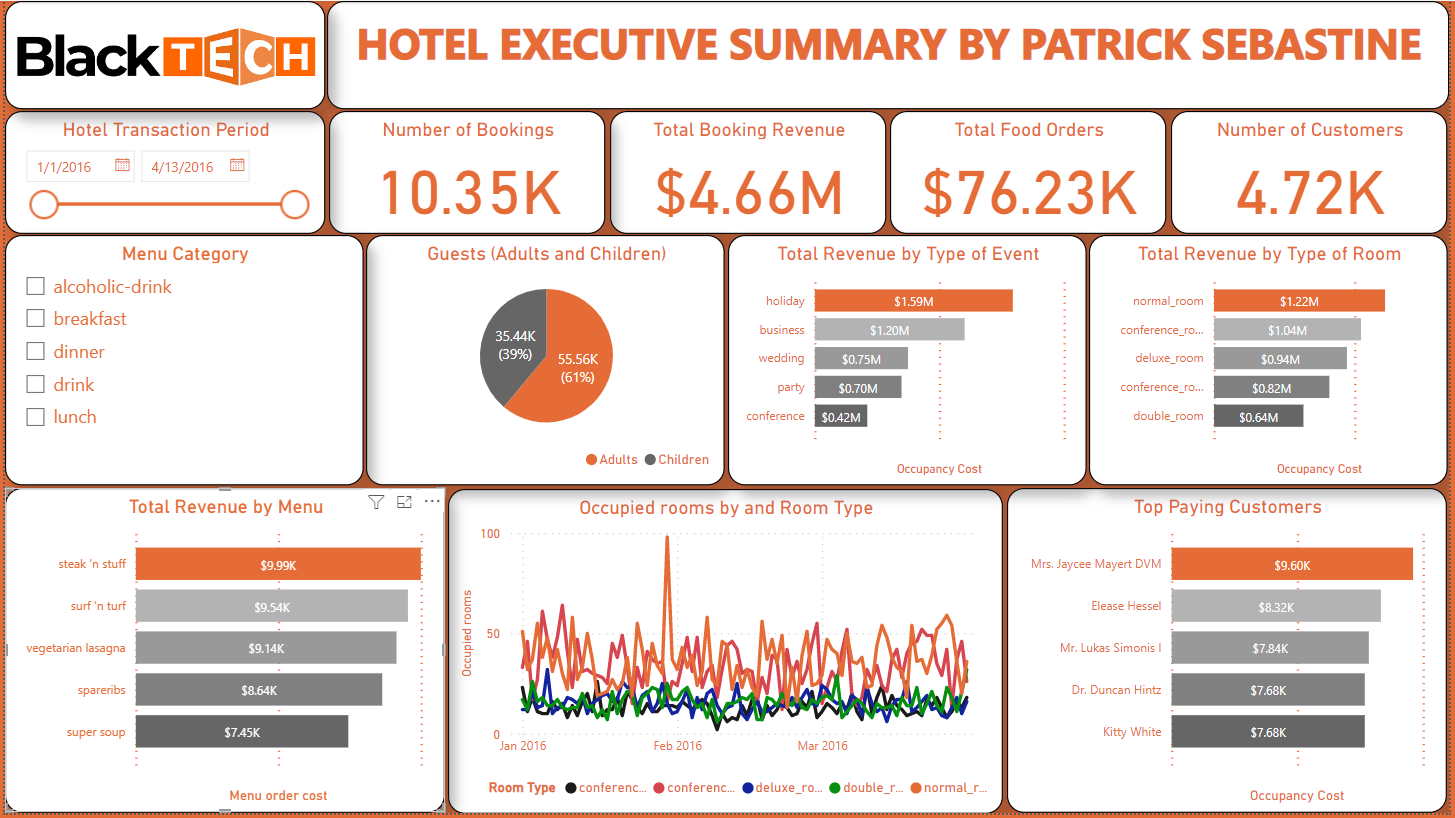 BlackTECH
HOTEL EXECUTIVE SUMMARY BY PATRICK SEBASTINE
Hotel Transaction Period
1/1/2016
4/13/2016
Number of Bookings
10.35K
Total Booking Revenue
$4.66M
Total Food Orders
$76.23K
Number of Customers
4.72K
Menu Category
alcoholic-drink
breakfast
dinner
drink
lunch
Guests (Adults and Children)
35.44K
(39%)
55.56K
(61%)
Adults
Children
Total Revenue by Type of Event
holiday $1.59M
business $1.20M
wedding $0.75M
party $0.70M
conference $0.42M
Occupancy Cost
Total Revenue by Type of Room
normal_room $1.22M
conference_ro... $1.04M
deluxe_room $0.94M
conference_ro... $0.82M
double_room $0.64M
Occupancy Cost
Total Revenue by Menu
steak 'n stuff $9.99K
surf 'n turf $9.54K
vegetarian lasagna $9.14K
spareribs $8.64K
super soup $7.45K
Menu order cost
Occupied rooms by and Room Type
Occupied rooms
100
50
0
Jan 2016 Feb 2016 Mar 2016
Room Type conferenc... conferenc... deluxe_ro... double_r... normal_r...
Top Paying Customers
Mrs. Jaycee Mayert DVM $9.60K
Elease Hessel $8.32K
Mr. Lukas Simonis I $7.84K
Dr. Duncan Hintz $7.68K
Kitty White $7.68K
Occupancy Cost